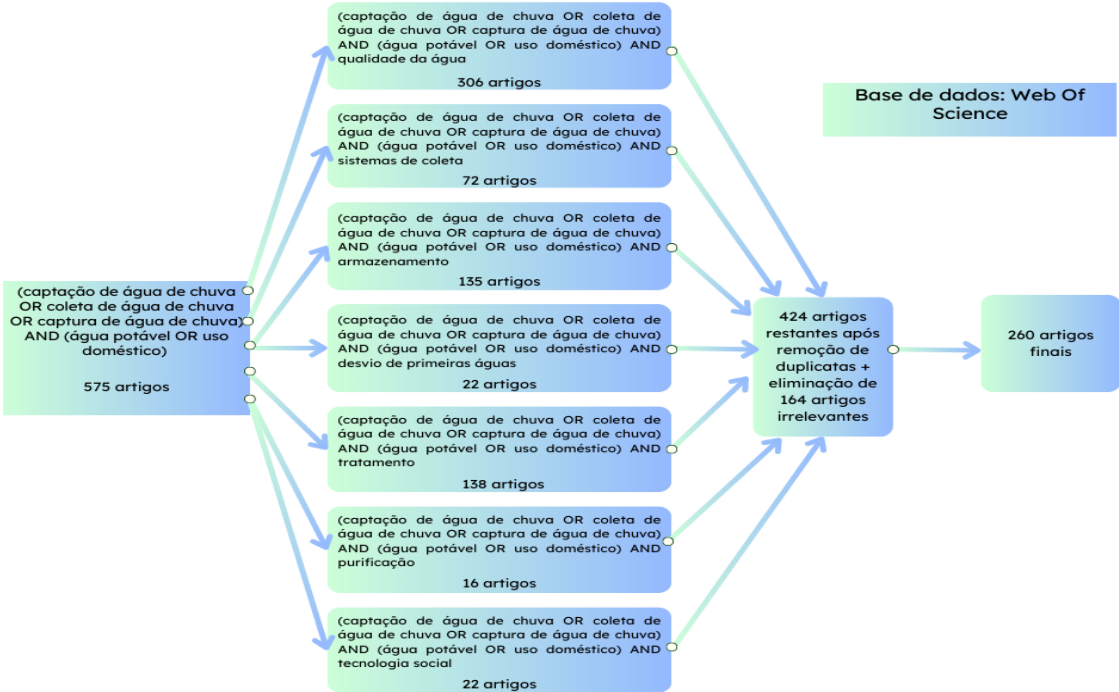 (captação de água de chuva
OR coleta de água de chuva
OR captura de água de chuva)
AND (água potável OR uso
doméstico)
575 artigos
(captação de água de chuva OR coleta de
água de chuva OR captura de água de chuva)
AND (água potável OR uso doméstico) AND
qualidade da água
306 artigos
(captação de água de chuva OR coleta de
água de chuva OR captura de água de chuva)
AND (água potável OR uso doméstico) AND
sistemas de coleta
72 artigos
(captação de água de chuva OR coleta de
água de chuva OR captura de água de chuva)
AND (água potável OR uso doméstico) AND
armazenamento
135 artigos
(captação de água de chuva OR coleta de
água de chuva OR captura de água de chuva)
AND (água potável OR uso doméstico) AND
desvio de primeiras águas
22 artigos
(captação de água de chuva OR coleta de
água de chuva OR captura de água de chuva)
AND (água potável OR uso doméstico) AND
tratamento
138 artigos
(captação de água de chuva OR coleta de
água de chuva OR captura de água de chuva)
AND (água potável OR uso doméstico) AND
purificação
16 artigos
(captação de água de chuva OR coleta de
água de chuva OR captura de água de chuva)
AND (água potável OR uso doméstico) AND
tecnologia social
22 artigos
Base de dados: Web Of
Science
424 artigos
restantes após
remoção de
duplicatas +
eliminação de
164 artigos
irrelevantes
260 artigos
finais